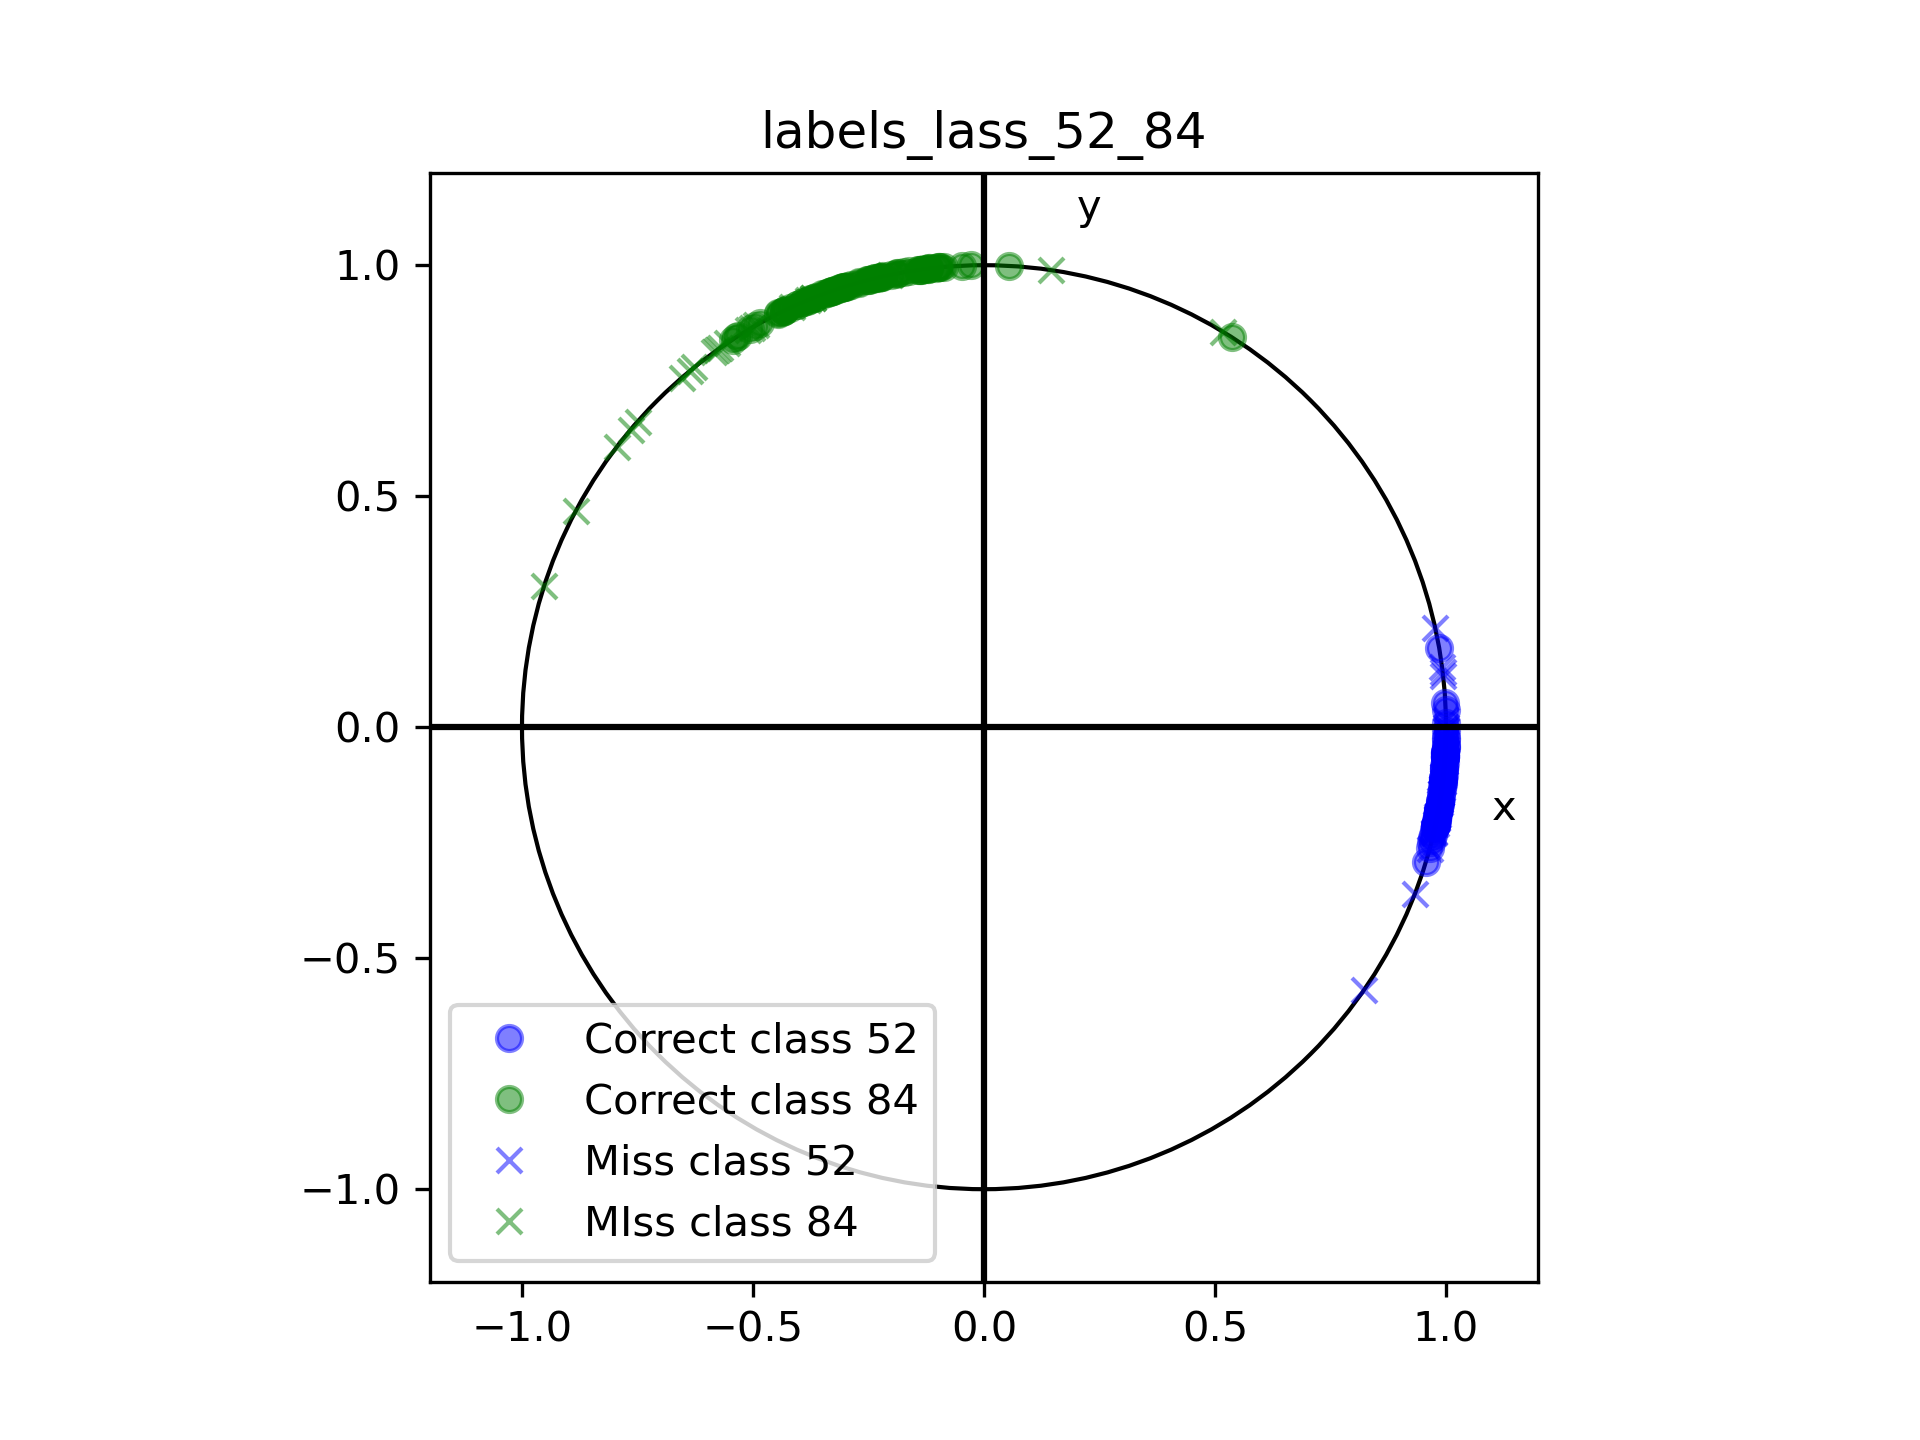 labels_lass_52_84
y
1.0
0.5
0.0
x
−0.5
−1.0
Correct class 52
Correct class 84
Miss class 52
MIss class 84
−1.0 −0.5 0.0 0.5 1.0